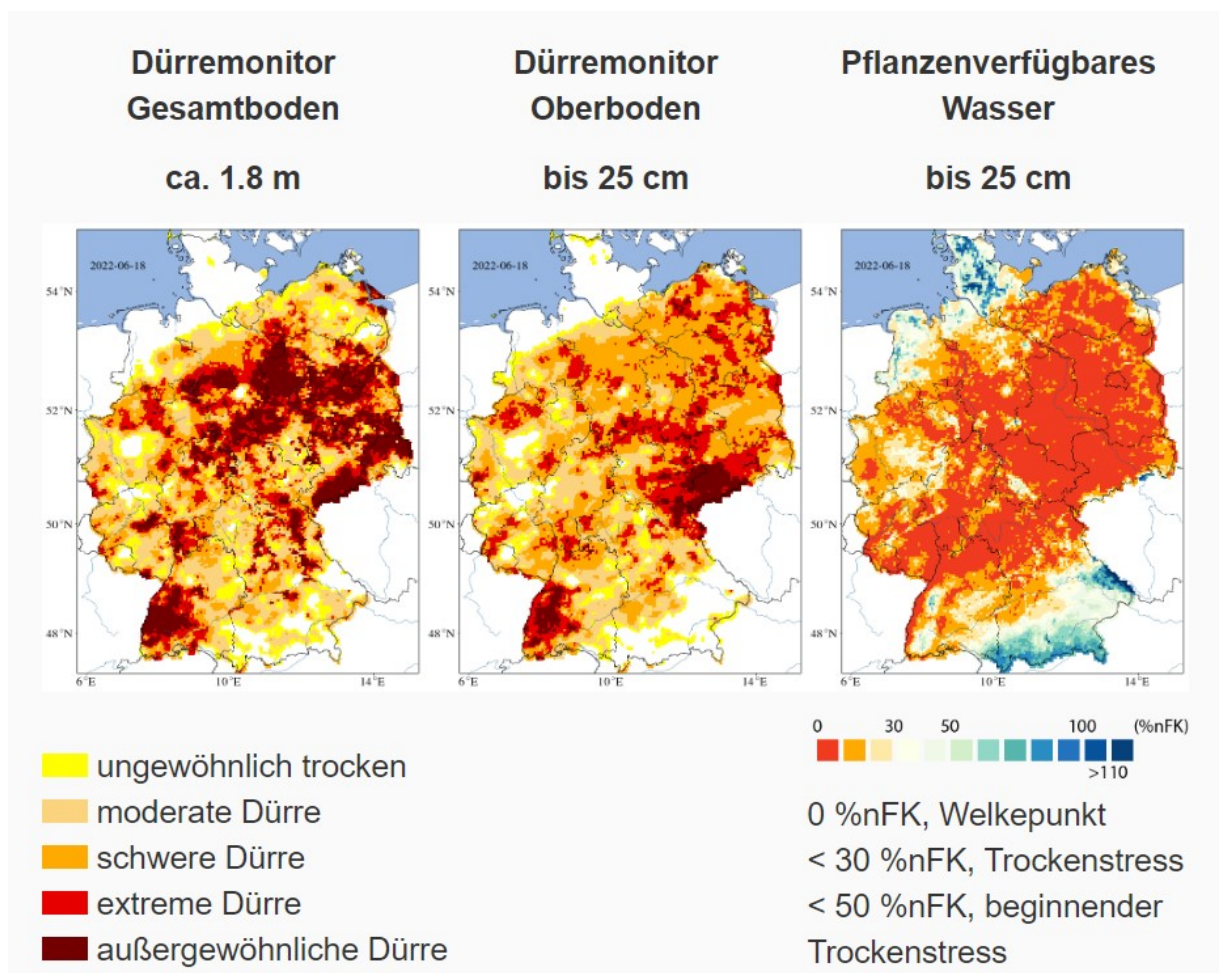 Dürremonitor
Gesamtboden
ca. 1.8 m
Dürremonitor
Oberboden
bis 25 cm
Pflanzenverfügbares
Wasser
bis 25 cm
2022-06-18
54°N
52°N
50°N
48°N
6°E
10°E
14°E
2022-06-18
54°N
52°N
50°N
48°N
6°E
10°E
14°E
2022-06-18
54°N
52°N
50°N
48°N
6°E
10°E
14°E
ungewöhnlich trocken
moderate Dürre
schwere Dürre
extreme Dürre
außergewöhnliche Dürre
0 30 50 100 (%nFK)
>110
0 %nFK, Welkepunkt
< 30 %nFK, Trockenstress
< 50 %nFK, beginnender
Trockenstress